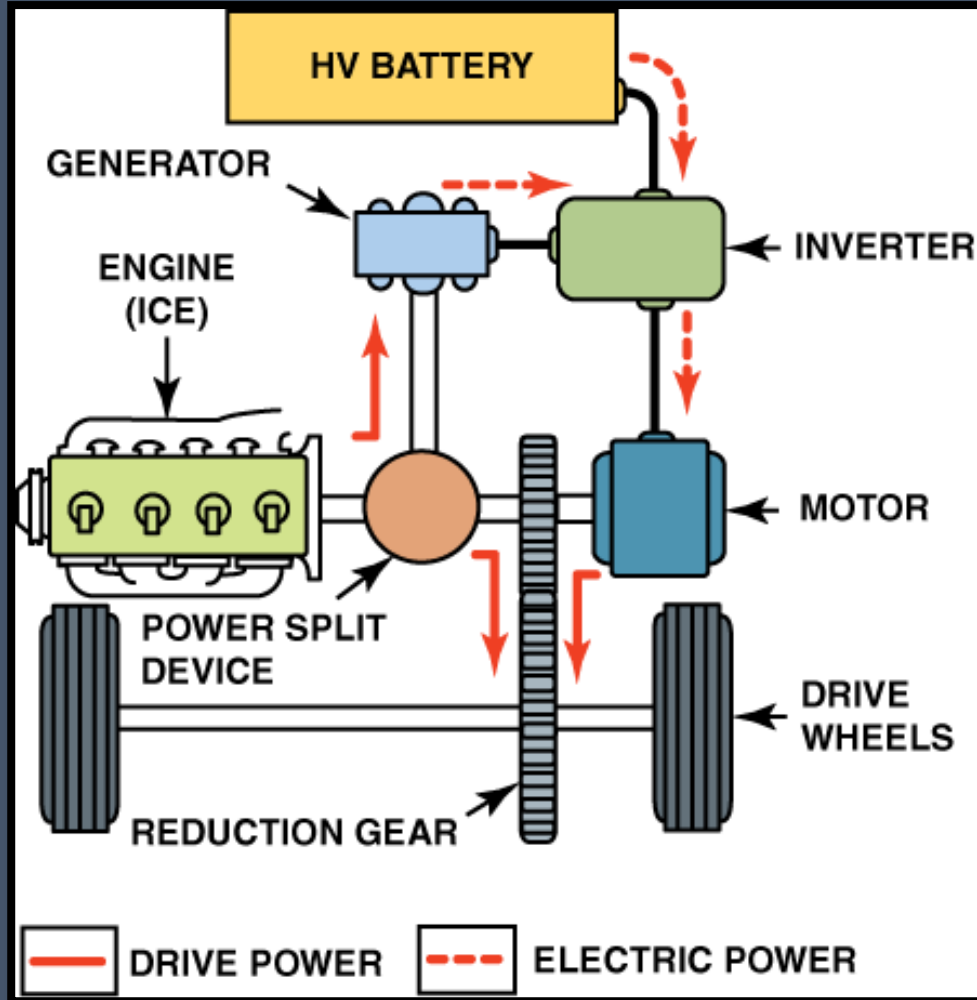 HV BATTERY
GENERATOR
INVERTER
ENGINE
(ICE)
MOTOR
POWER SPLIT
DEVICE
DRIVE
WHEELS
REDUCTION GEAR
DRIVE POWER
ELECTRIC POWER